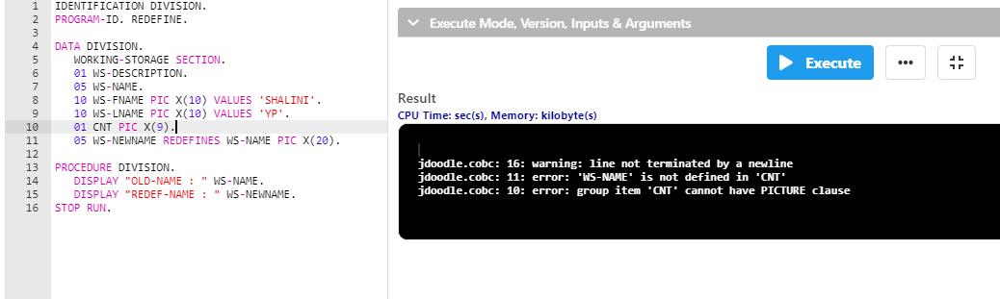 1 IDENTIFICATION DIVISION.
2 PROGRAM-ID. REDEFINE.
3
4 DATA DIVISION.
5 WORKING-STORAGE SECTION.
6 01 WS-DESCRIPTION.
7 05 WS-NAME.
8 10 WS-FNAME PIC X(10) VALUES 'SHALINI'.
9 10 WS-LNAME PIC X(10) VALUES 'YP'.
10 01 CNT PIC X(9).
11 05 WS-NEWNAME REDEFINES WS-NAME PIC X(20).
12
13 PROCEDURE DIVISION.
14 DISPLAY "OLD-NAME : " WS-NAME.
15 DISPLAY "REDEF-NAME : " WS-NEWNAME.
16 STOP RUN.
Execute Mode, Version, Inputs & Arguments
Execute
Result
CPU Time: sec(s), Memory: kilobyte(s)
jdoodle.cobc: 16: warning: line not terminated by a newline
jdoodle.cobc: 11: error: 'WS-NAME' is not defined in 'CNT'
jdoodle.cobc: 10: error: group item 'CNT' cannot have PICTURE clause